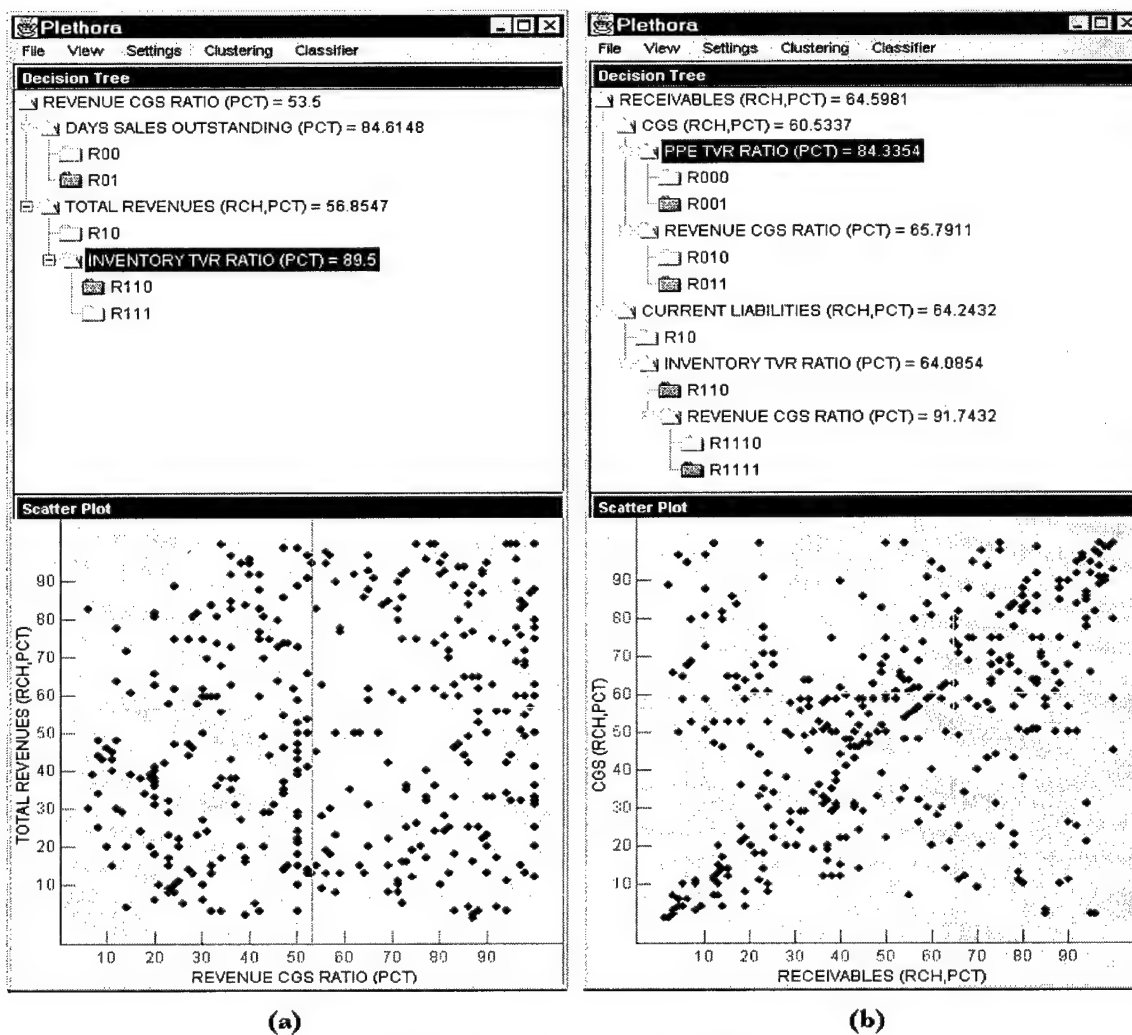 Plethora
File View Settings Clustering Classifier
Decision Tree
REVENUE CGS RATIO (PCT) = 53.5
DAYS SALES OUTSTANDING (PCT) = 84.6148
R00
R01
TOTAL REVENUES (RCH,PCT) = 56.8547
R10
INVENTORY TVR RATIO (PCT) = 89.5
R110
R111
Scatter Plot
TOTAL REVENUES (RCH,PCT)
90
80
70
60
50
40
30
20
10
10 20 30 40 50 60 70 80 90
REVENUE CGS RATIO (PCT)
(a)
Plethora
File View Settings Clustering Classifier
Decision Tree
RECEIVABLES (RCH,PCT) = 64.5981
CGS (RCH,PCT) = 60.5337
PPE TVR RATIO (PCT) = 84.3354
R000
R001
REVENUE CGS RATIO (PCT) = 65.7911
R010
R011
CURRENT LIABILITIES (RCH,PCT) = 64.2432
R10
INVENTORY TVR RATIO (PCT) = 64.0854
R110
REVENUE CGS RATIO (PCT) = 91.7432
R1110
R1111
Scatter Plot
CGS (RCH,PCT)
90
80
70
60
50
40
30
20
10
10 20 30 40 50 60 70 80 90
RECEIVABLES (RCH,PCT)
(b)